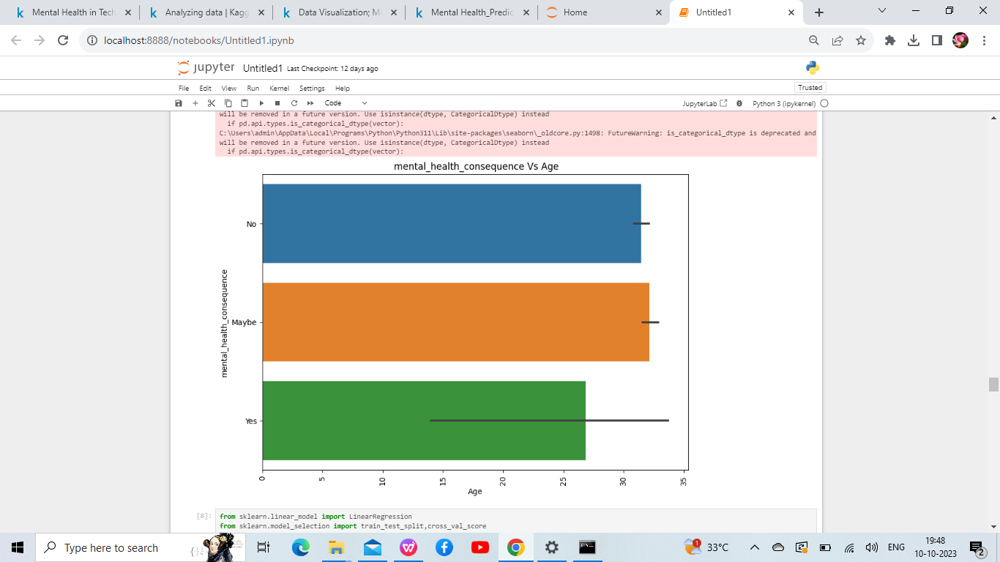 Mental Health in Tech
Analyzing data | Kagg
Data Visualization; M
Mental Health_Predic
Home
Untitled1
localhost:8888/notebooks/Untitled1.ipynb
jupyter Untitled1 Last Checkpoint: 12 days ago
File Edit View Run Kernel Settings Help
Trusted
Code
JupyterLab
Python 3 (ipykernel)
will be removed in a future version. Use isinstance(dtype, CategoricalDtype) instead
if pd.api.types.is_categorical_dtype(vector):
C:\Users\admin\AppData\Local\Programs\Python\Python311\Lib\site-packages\seaborn\_oldcore.py:1498: FutureWarning: is_categorical_dtype is deprecated and
will be removed in a future version. Use isinstance(dtype, CategoricalDtype) instead
if pd.api.types.is_categorical_dtype(vector):
mental_health_consequence Vs Age
mental_health_consequence
No
Maybe
Yes
0 5 10 15 20 25 30 35
Age
[8]:
from sklearn.linear_model import LinearRegression
from sklearn.model_selection import train_test_split,cross_val_score
Type here to search
1
33°C
ENG
19:48
10-10-2023
2